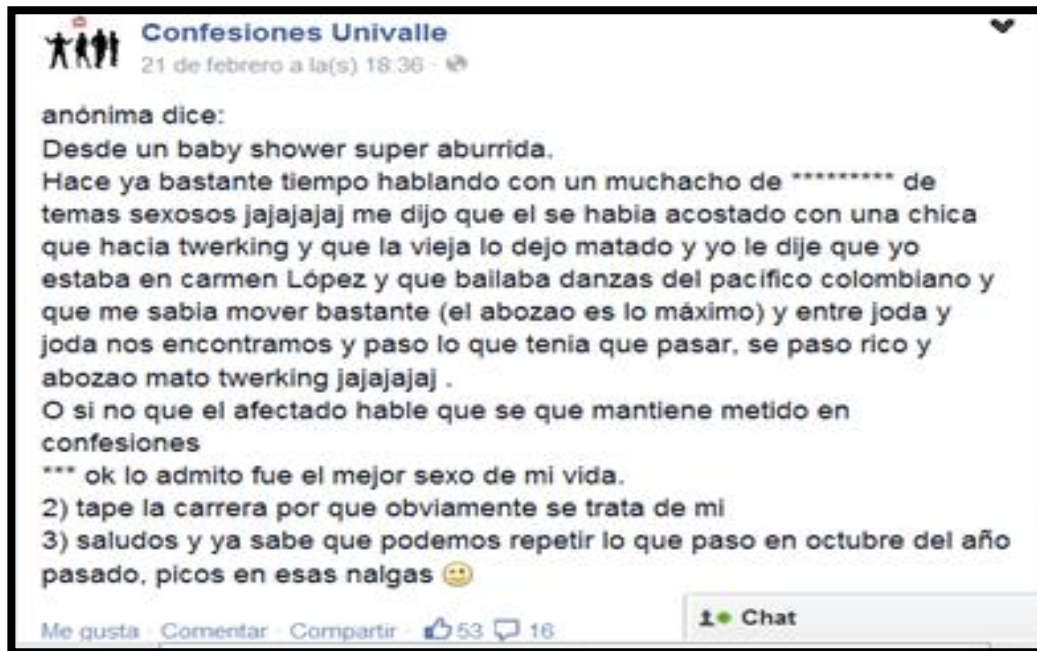 Confesiones Univalle
21 de febrero a la(s) 18:36 ·
anónima dice:
Desde un baby shower super aburrida.
Hace ya bastante tiempo hablando con un muchacho de ********* de
temas sexosos jajajajaj me dijo que el se habia acostado con una chica
que hacia twerking y que la vieja lo dejo matado y yo le dije que yo
estaba en carmen López y que bailaba danzas del pacífico colombiano y
que me sabia mover bastante (el abozao es lo máximo) y entre joda y
joda nos encontramos y paso lo que tenia que pasar, se paso rico y
abozao mato twerking jajajajaj .
O si no que el afectado hable que se que mantiene metido en
confesiones
*** ok lo admito fue el mejor sexo de mi vida.
2) tape la carrera por que obviamente se trata de mi
3) saludos y ya sabe que podemos repetir lo que paso en octubre del año
pasado, picos en esas nalgas 🙂
Me gusta · Comentar · Compartir · 53 16
Chat